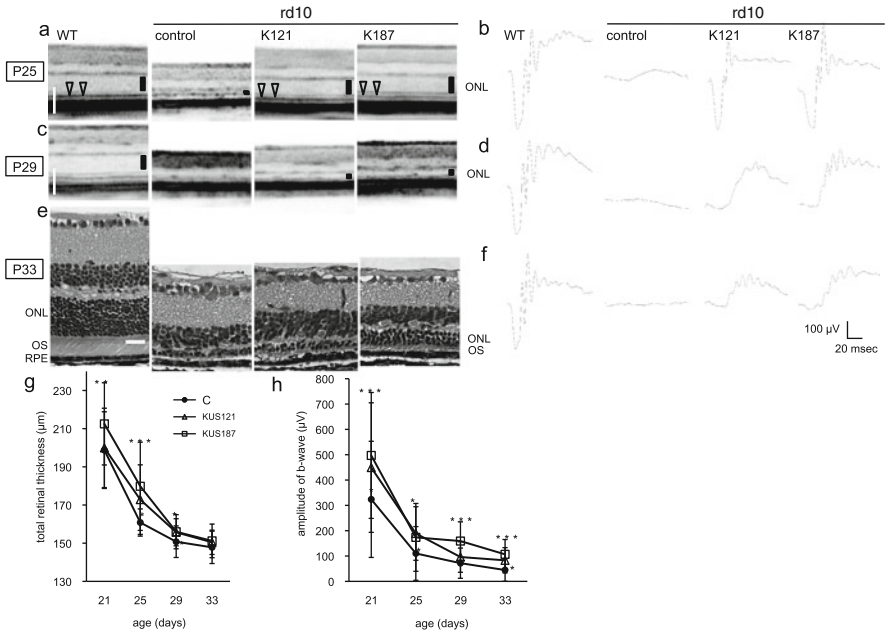 rd10
rd10
a
WT
control
K121
K187
b
WT
control
K121
K187
P25
ONL
c
P29
d
ONL
e
P33
f
ONL
OS
RPE
ONL
OS
100 µV
20 msec
g
h
total retinal thickness (µm)
230
210
190
170
150
130
21
25
29
33
age (days)
* *
* * *
*
C
KUS121
KUS187
amplitude of b-wave (µV)
800
700
600
500
400
300
200
100
0
21
25
29
33
age (days)
* * *
*
* * *
* * *
*